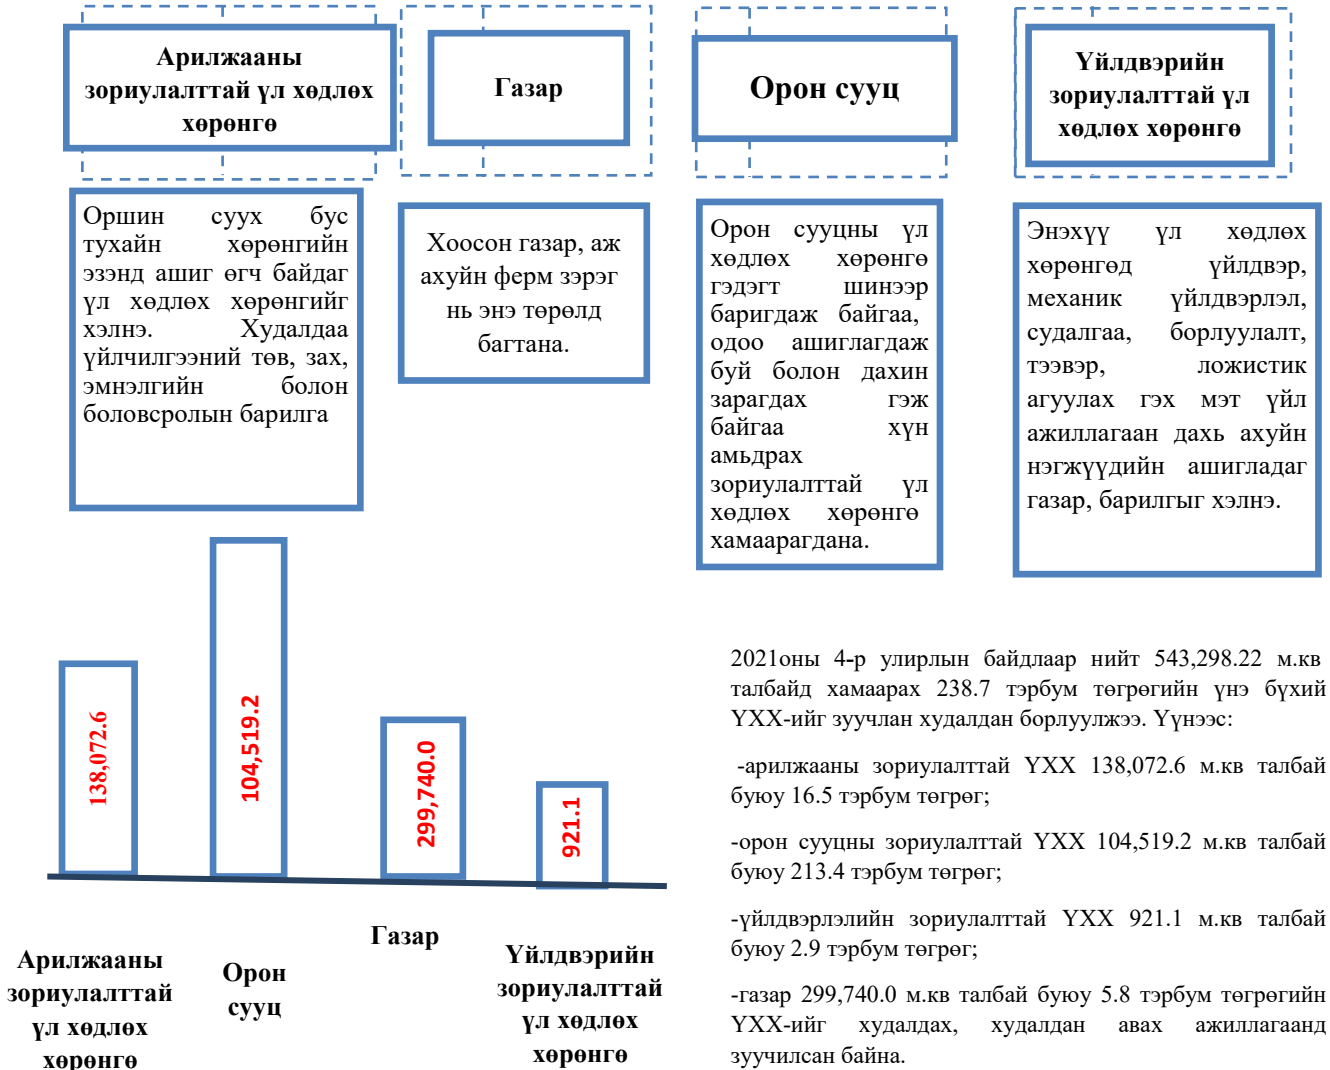 Арилжааны
зориулалттай үл хөдлөх
хөрөнгө
Газар
Орон сууц
Үйлдвэрийн
зориулалттай үл
хөдлөх хөрөнгө
Оршин суух бус
тухайн хөрөнгийн
эзэнд ашиг өгч байдаг
үл хөдлөх хөрөнгийг
хэлнэ. Худалдаа
үйлчилгээний төв, зах,
эмнэлгийн болон
боловсролын барилга
Хоосон газар, аж
ахуйн ферм зэрэг
нь энэ төрөлд
багтана.
Орон сууцны үл
хөдлөх хөрөнгө
гэдэгт шинээр
баригдаж байгаа,
одоо ашиглагдаж
буй болон дахин
зарагдах гэж
байгаа хүн
амьдрах
зориулалттай үл
хөдлөх хөрөнгө
хамаарагдана.
Энэхүү үл хөдлөх
хөрөнгөд үйлдвэр,
механик үйлдвэрлэл,
судалгаа, борлуулалт,
тээвэр, ложистик
агуулах гэх мэт үйл
ажиллагаан дахь ахуйн
нэгжүүдийн ашигладаг
газар, барилгыг хэлнэ.
138,072.6
104,519.2
299,740.0
921.1
Арилжааны
зориулалттай
үл хөдлөх
хөрөнгө
Орон
сууц
Газар
Үйлдвэрийн
зориулалттай
үл хөдлөх
хөрөнгө
2021оны 4-р улирлын байдлаар нийт 543,298.22 м.кв
талбайд хамаарах 238.7 тэрбум төгрөгийн үнэ бүхий
ҮХХ-ийг зуучлан худалдан борлуулжээ. Үүнээс:
-арилжааны зориулалттай ҮХХ 138,072.6 м.кв талбай
буюу 16.5 тэрбум төгрөг;
-орон сууцны зориулалттай ҮХХ 104,519.2 м.кв талбай
буюу 213.4 тэрбум төгрөг;
-үйлдвэрлэлийн зориулалттай ҮХХ 921.1 м.кв талбай
буюу 2.9 тэрбум төгрөг;
-газар 299,740.0 м.кв талбай буюу 5.8 тэрбум төгрөгийн
ҮХХ-ийг худалдах, худалдан авах ажиллагаанд
зуучилсан байна.